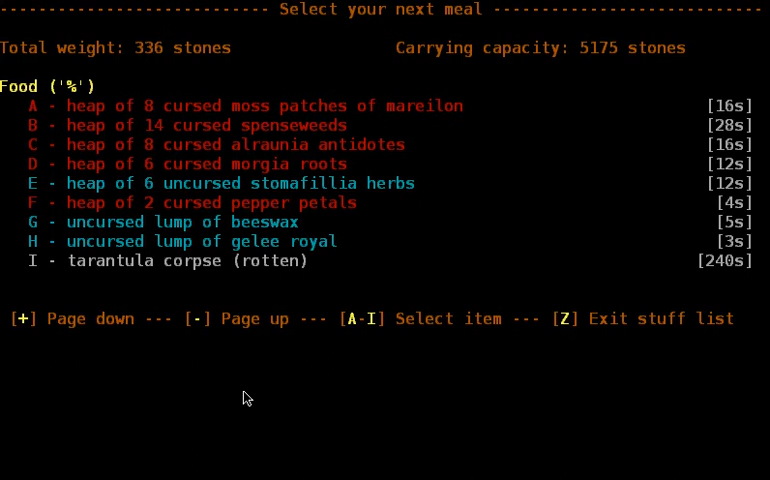 --------------------------- Select your next meal ----------------------------
Total weight: 336 stones Carrying capacity: 5175 stones
Food ('%')
A - heap of 8 cursed moss patches of mareilon [16s]
B - heap of 14 cursed spenseweeds [28s]
C - heap of 8 cursed alraunia antidotes [16s]
D - heap of 6 cursed morgia roots [12s]
E - heap of 6 uncursed stomafillia herbs [12s]
F - heap of 2 cursed pepper petals [4s]
G - uncursed lump of beeswax [5s]
H - uncursed lump of gelee royal [3s]
I - tarantula corpse (rotten) [240s]
[+] Page down --- [-] Page up --- [A-I] Select item --- [Z] Exit stuff list